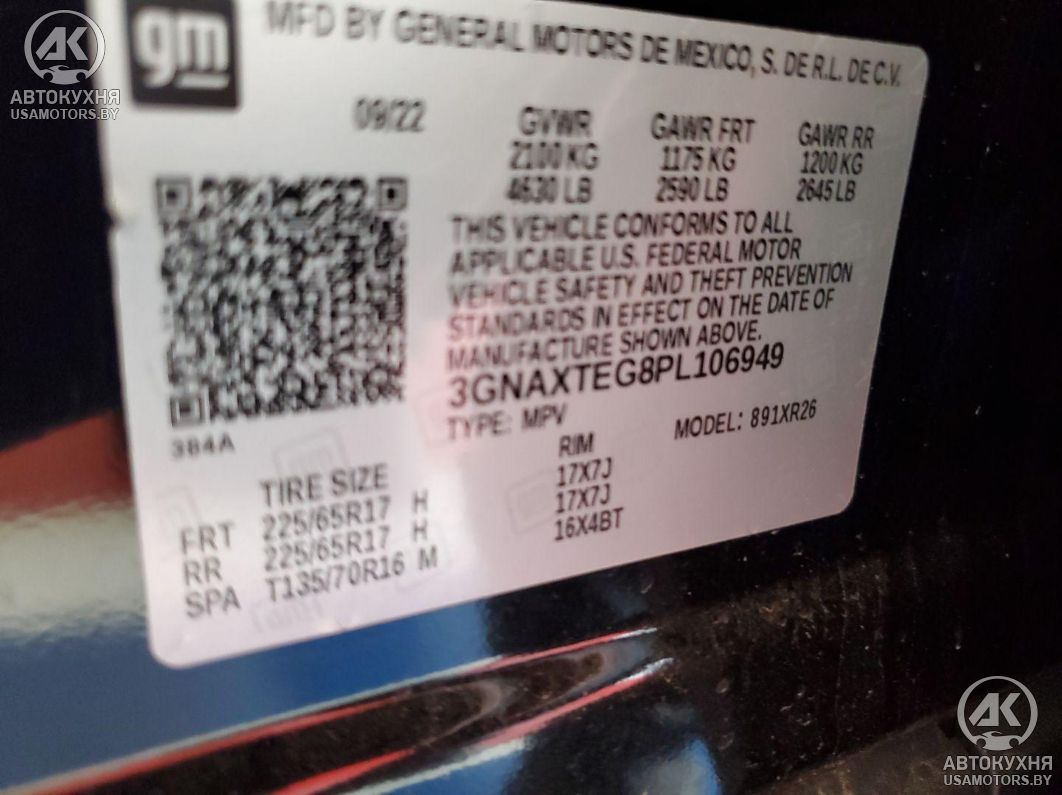 АВТОКУХНЯ
USAMOTORS.BY
gm
MFD BY GENERAL MOTORS DE MEXICO, S. DE R.L. DE C.V.
09/22
GVWR GAWR FRT GAWR RR
2100 KG 1175 KG 1200 KG
4630 LB 2590 LB 2645 LB
THIS VEHICLE CONFORMS TO ALL
APPLICABLE U.S. FEDERAL MOTOR
VEHICLE SAFETY AND THEFT PREVENTION
STANDARDS IN EFFECT ON THE DATE OF
MANUFACTURE SHOWN ABOVE.
3GNAXTEG8PL106949
TYPE: MPV MODEL: 891XR26
384A
TIRE SIZE RIM
FRT 225/65R17 H 17X7J
RR 225/65R17 H 17X7J
SPA T135/70R16 M 16X4BT
АВТОКУХНЯ
USAMOTORS.BY